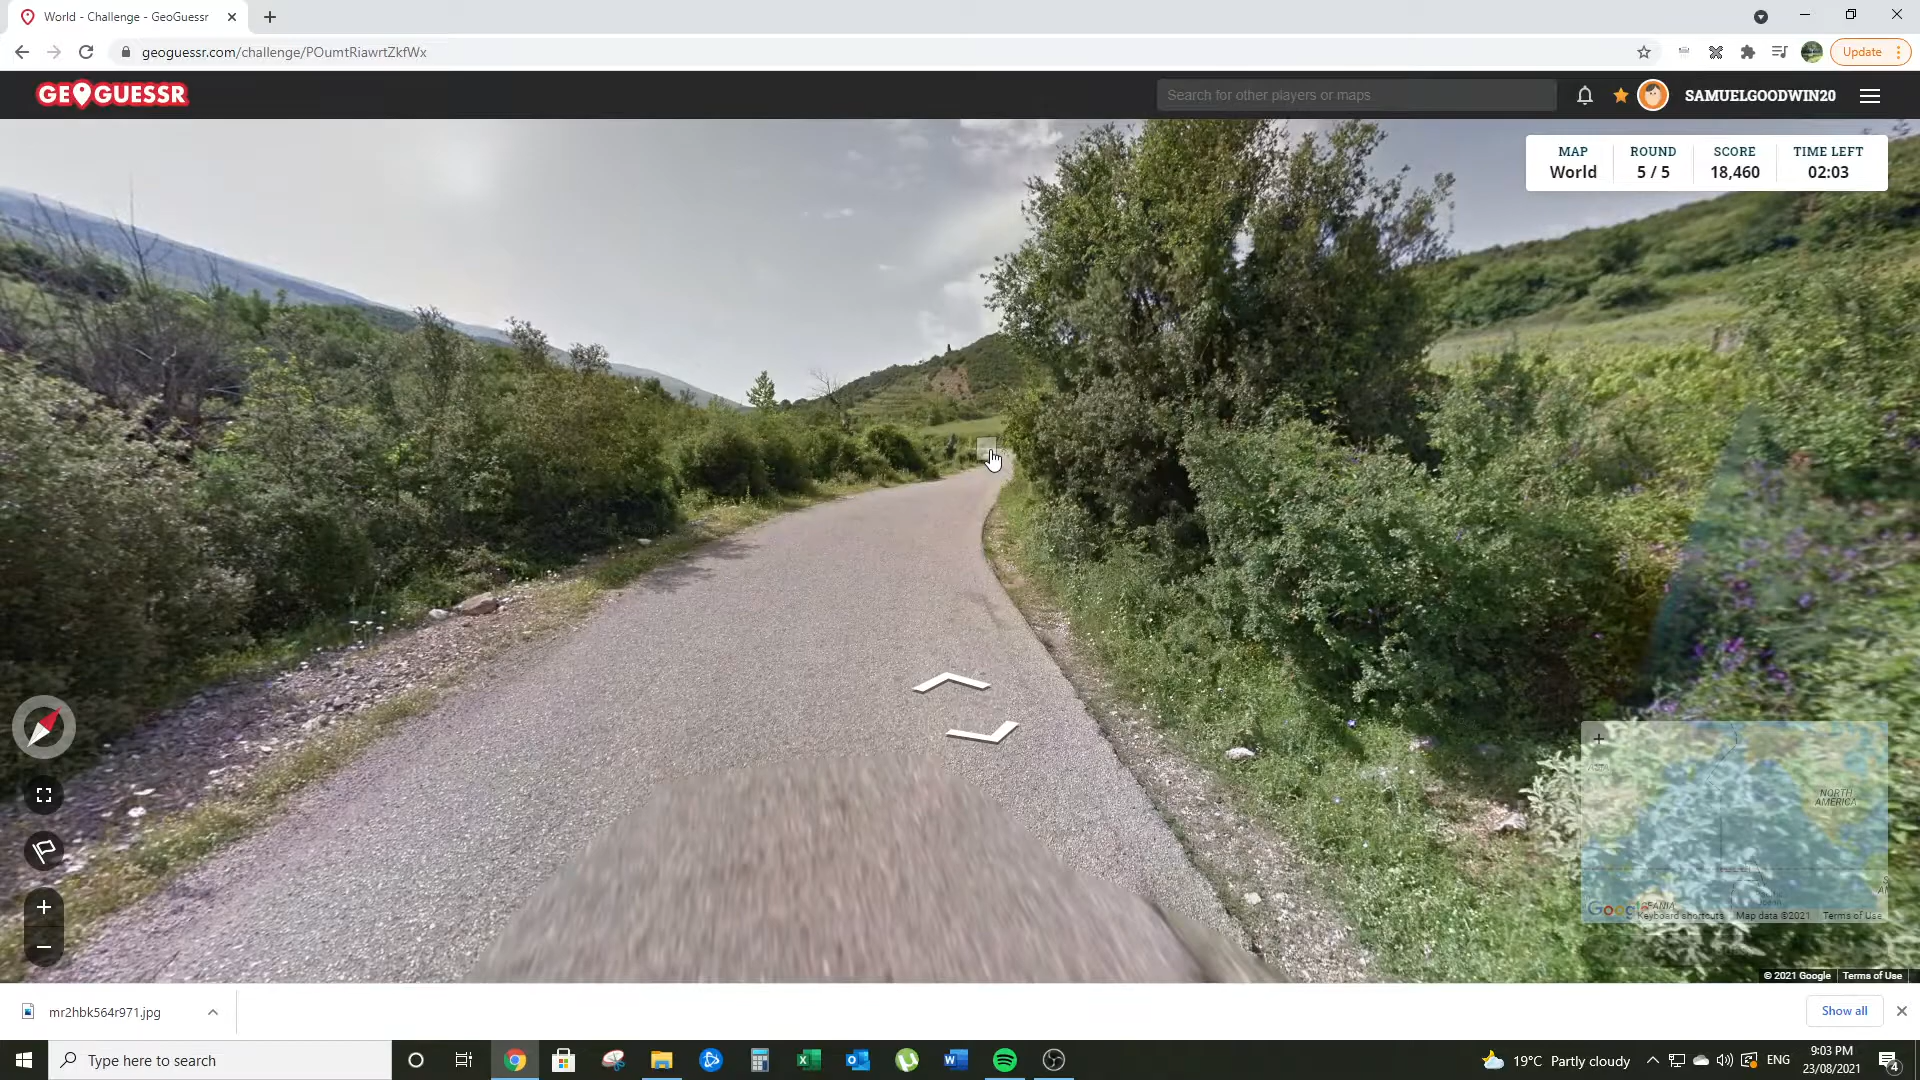 World - Challenge - GeoGuessr
geoguessr.com/challenge/POumtRiawrtZkfWx
Update
GEOGUESSR
Search for other players or maps
SAMUELGOODWIN20
MAP ROUND SCORE TIME LEFT
World 5 / 5 18,460 02:03
NORTH
AMERICA
Google
Keyboard shortcuts Map data ©2021 Terms of Use
© 2021 Google Terms of Use
mr2hbk564r971.jpg
Show all
Type here to search
19°C Partly cloudy
ENG
9:03 PM
23/08/2021
4